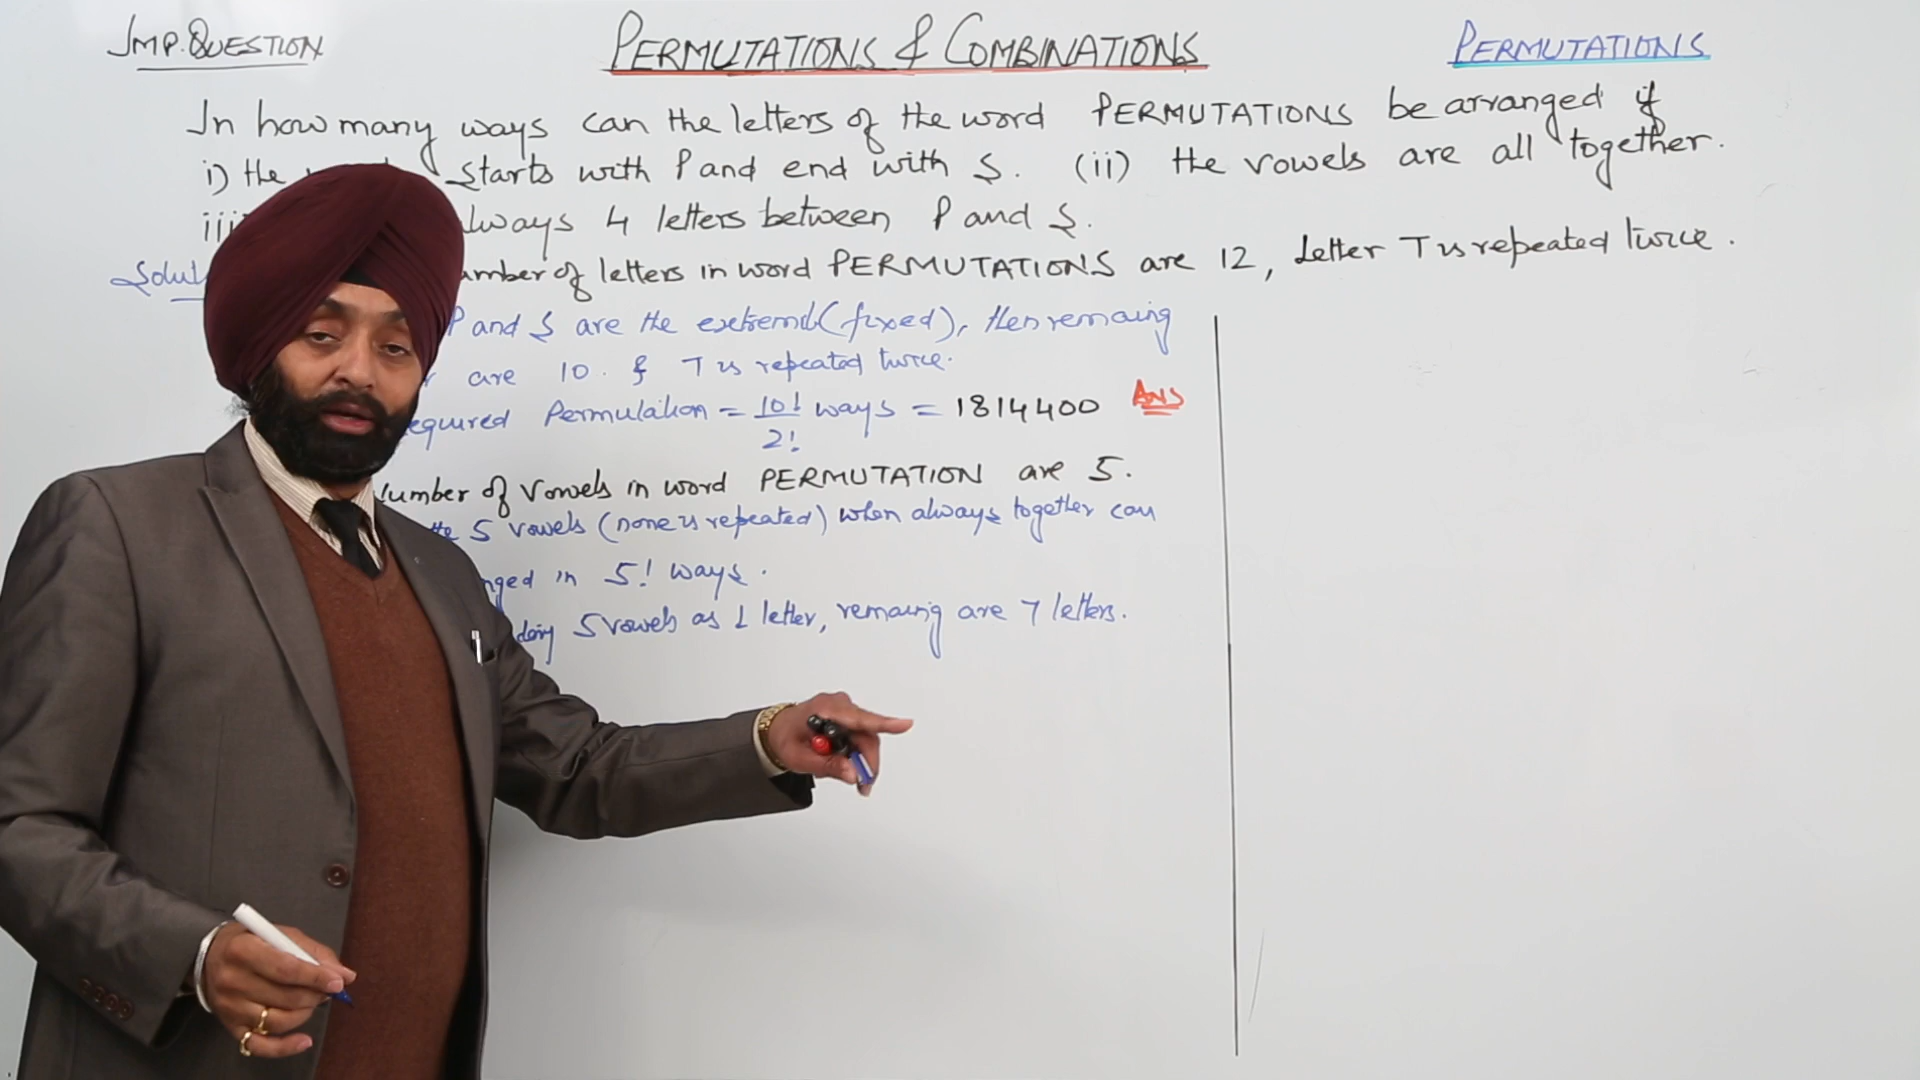 IMP. QUESTION
PERMUTATIONS & COMBINATIONS
PERMUTATIONS
In how many ways can the letters of the word PERMUTATIONS be arranged if
i) the starts with P and end with S. (ii) the vowels are all together.
iii lways 4 letters between P and S.
Solut umber of letters in word PERMUTATIONS are 12, Letter T is repeated twice.
P and S are the (fixed), then remaing
are 10. & T is repeated twice.
equired Permutation = 10!/2! ways = 1814400 Ans
umber of Vowels in word PERMUTATION are 5.
the 5 vowels (none is repeated) when always together can
nged in 5! ways.
5 vowels as 1 letter, remaing are 7 letters.